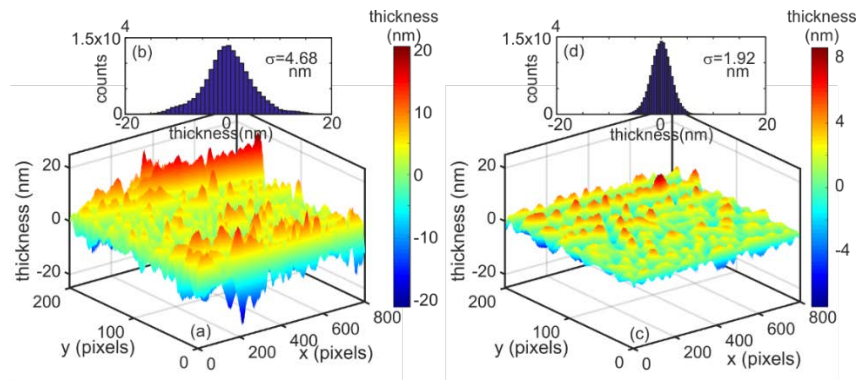 thickness
(nm)
20
10
0
-10
-20
4
1.5x10
(b)
σ=4.68
nm
counts
0
-20
0
20
thickness(nm)
thickness (nm)
20
0
-20
200
100
0
y (pixels)
(a)
0
200
400
600
800
x (pixels)
thickness
(nm)
8
4
0
-4
4
1.5x10
(d)
σ=1.92
nm
counts
0
-20
0
20
thickness(nm)
thickness (nm)
20
0
-20
200
100
0
y (pixels)
(c)
0
200
400
600
800
x (pixels)